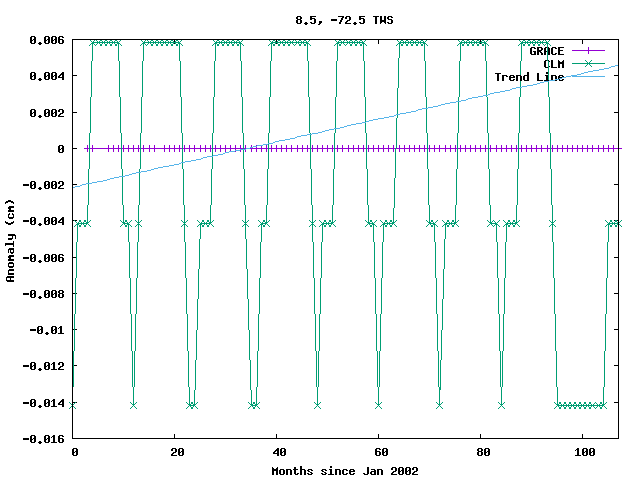 8.5, -72.5 TWS
GRACE
CLM
Trend Line
0.006
0.004
0.002
0
-0.002
-0.004
-0.006
-0.008
-0.01
-0.012
-0.014
-0.016
Anomaly (cm)
0 20 40 60 80 100
Months since Jan 2002